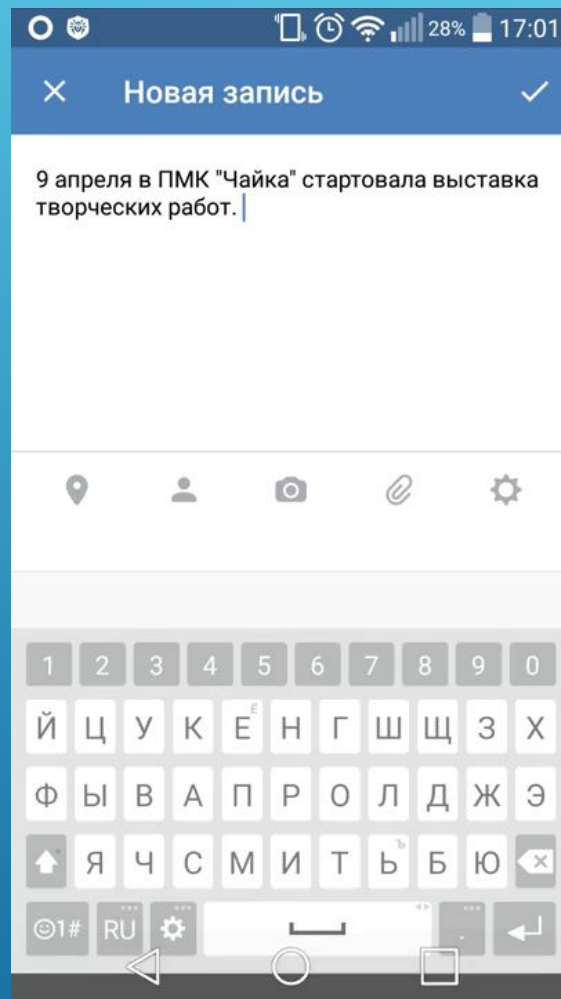 28% 17:01
Новая запись
9 апреля в ПМК "Чайка" стартовала выставка
творческих работ.
1 2 3 4 5 6 7 8 9 0
Й Ц У К Е Ё Н Г Ш Щ З Х
Ф Ы В А П Р О Л Д Ж Э
Я Ч С М И Т Ь Ъ Б Ю
☺1# RU .